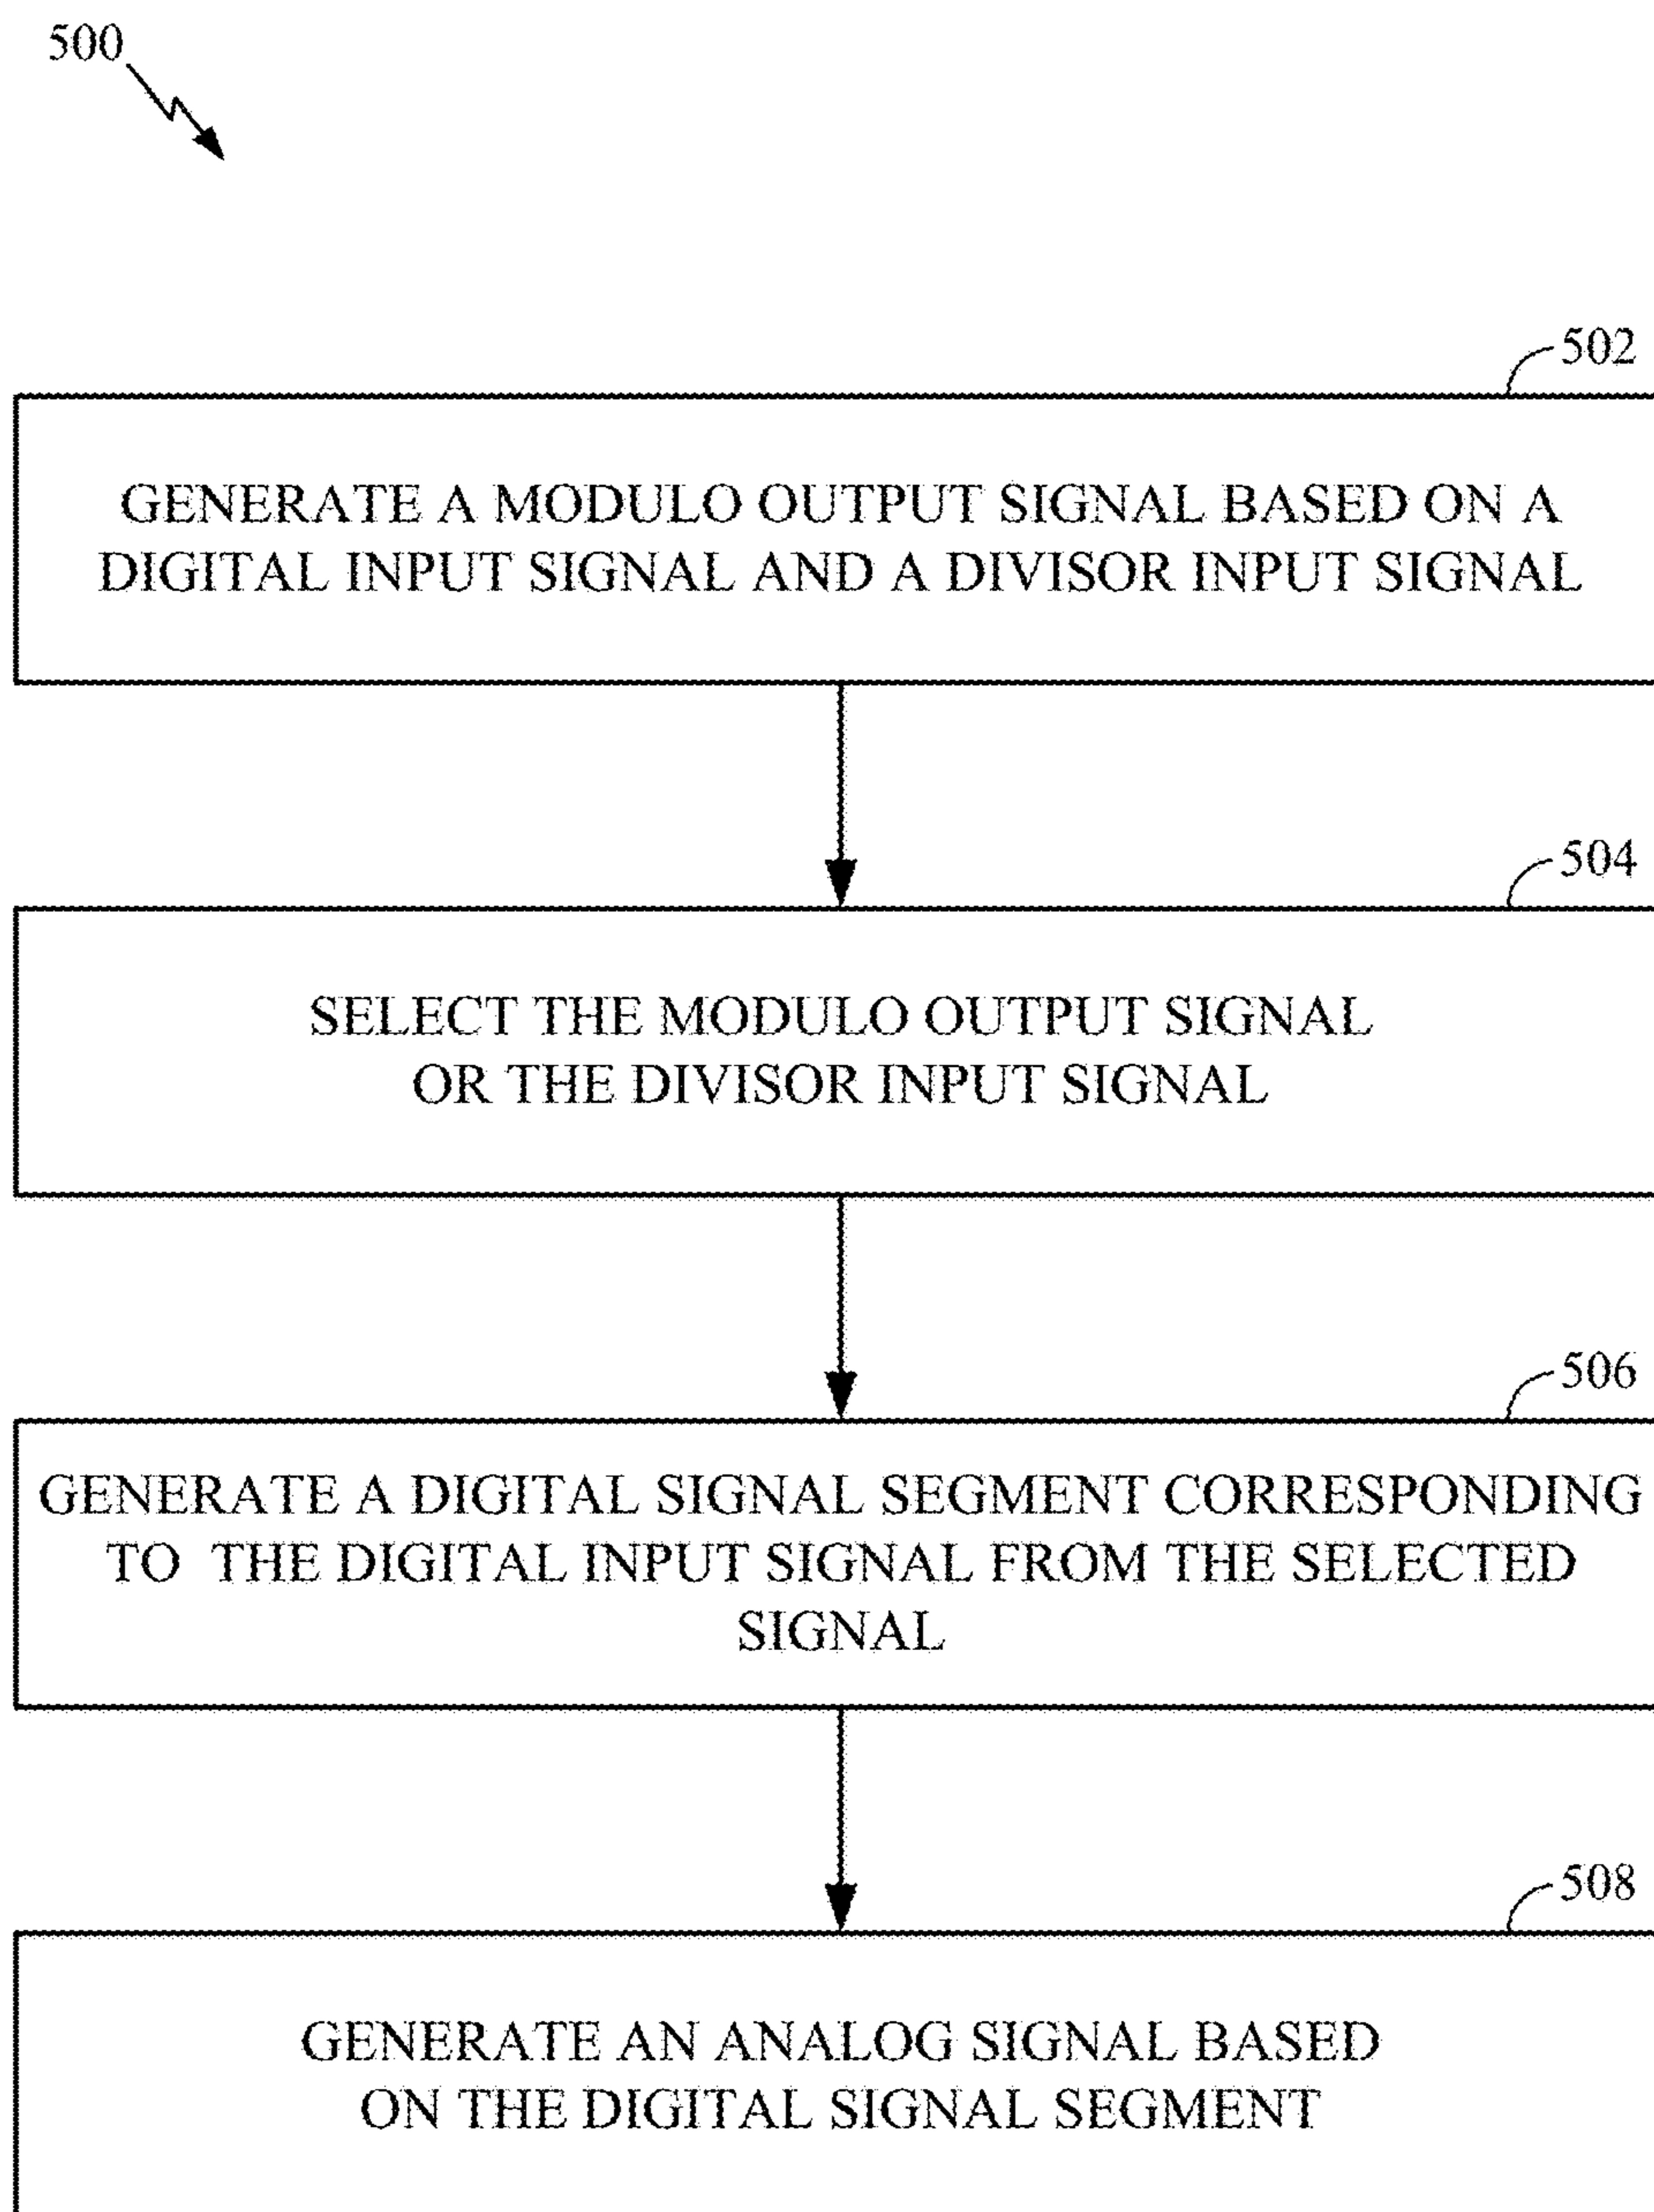 500
502
GENERATE A MODULO OUTPUT SIGNAL BASED ON A
DIGITAL INPUT SIGNAL AND A DIVISOR INPUT SIGNAL
504
SELECT THE MODULO OUTPUT SIGNAL
OR THE DIVISOR INPUT SIGNAL
506
GENERATE A DIGITAL SIGNAL SEGMENT CORRESPONDING
TO THE DIGITAL INPUT SIGNAL FROM THE SELECTED
SIGNAL
508
GENERATE AN ANALOG SIGNAL BASED
ON THE DIGITAL SIGNAL SEGMENT